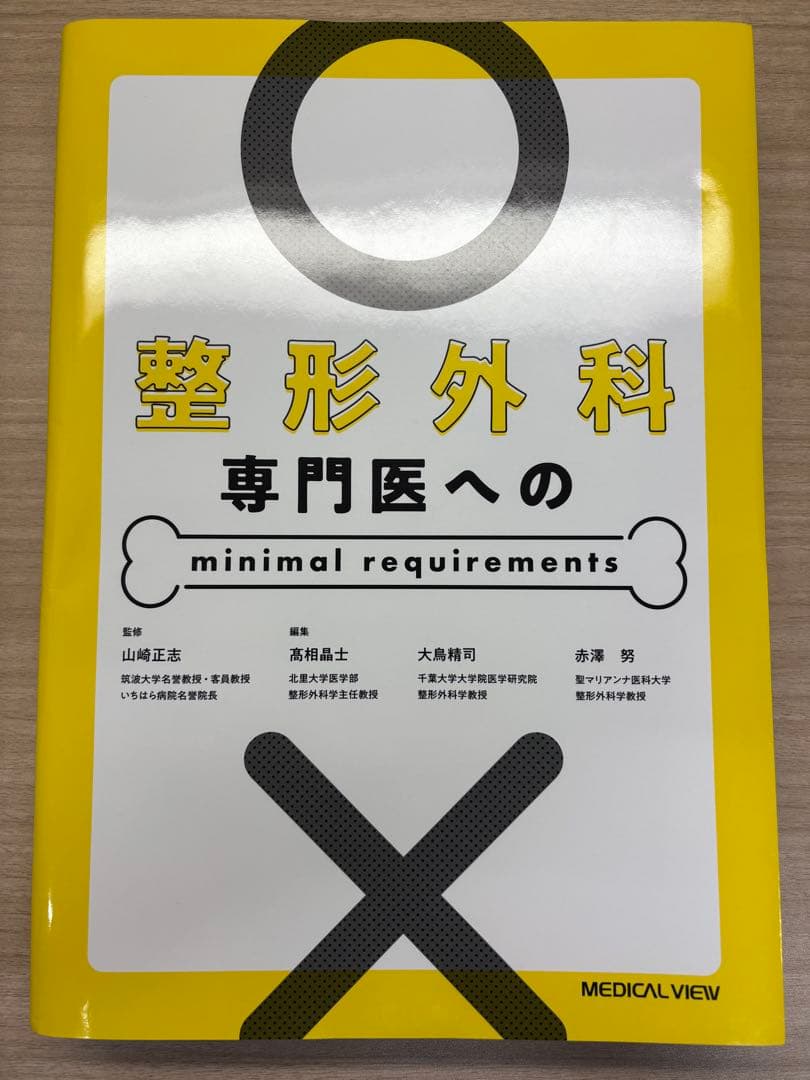 整形外科
専門医への
minimal requirements
監修
山崎正志
筑波大学名誉教授・客員教授
いちはら病院名誉院長
編集
髙相晶士
北里大学医学部
整形外科学主任教授
大鳥精司
千葉大学大学院医学研究院
整形外科学教授
赤澤 努
聖マリアンナ医科大学
整形外科学教授
MEDICAL VIEW